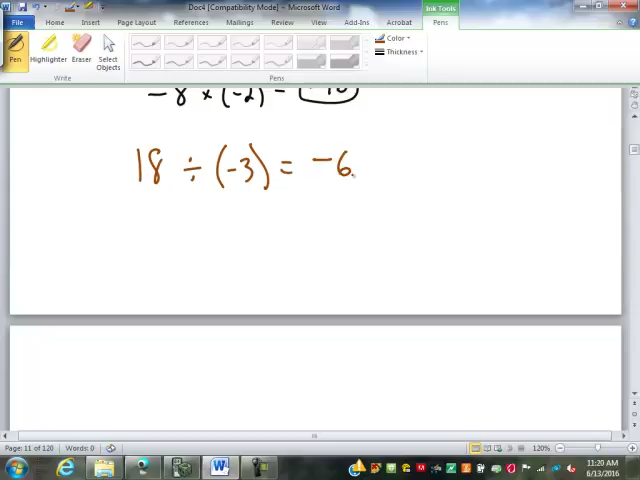 Doc4 [Compatibility Mode] - Microsoft Word
Ink Tools
File Home Insert Page Layout References Mailings Review View Add-Ins Acrobat Pens
Pen Highlighter Eraser Select Objects
Color
Thickness
Write Pens
-8 × (-2) =
18 ÷ (-3) = -6
Page: 11 of 120 Words: 0 120%
11:20 AM
6/13/2016